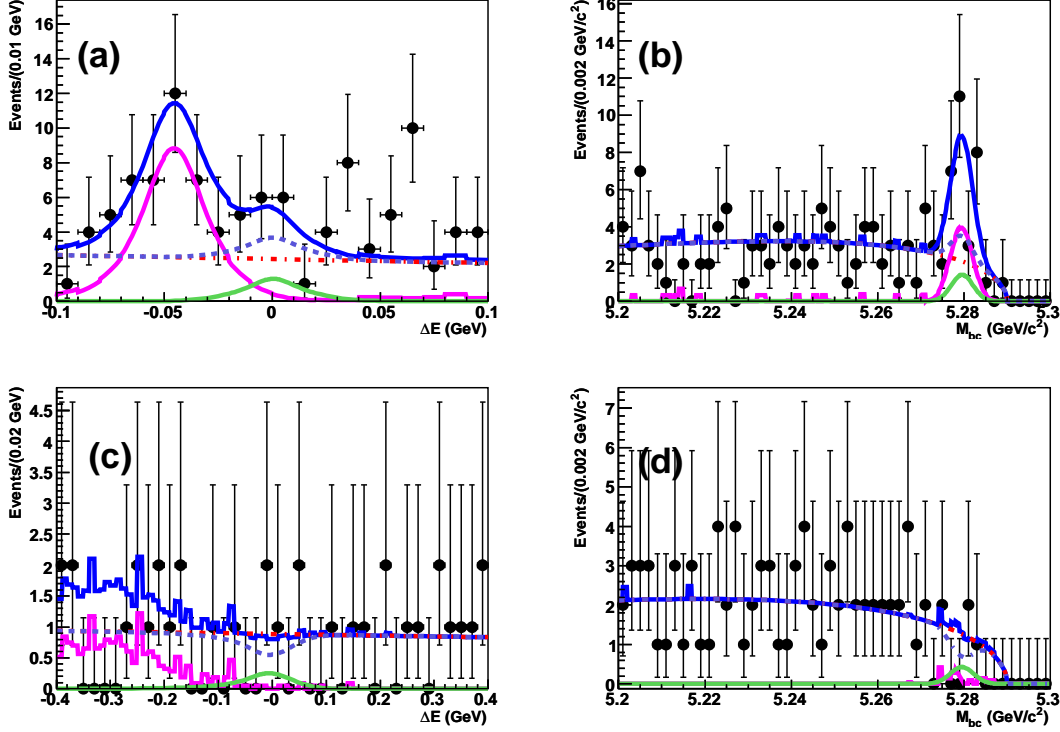 Events/(0.01 GeV)
16
14
12
10
8
6
4
2
0
(a)
-0.1 -0.05 0 0.05 0.1
ΔE (GeV)
Events/(0.002 GeV/c²)
16
14
12
10
8
6
4
2
0
(b)
5.2 5.22 5.24 5.26 5.28 5.3
M_bc (GeV/c²)
Events/(0.02 GeV)
4.5
4
3.5
3
2.5
2
1.5
1
0.5
0
(c)
-0.4 -0.3 -0.2 -0.1 -0 0.1 0.2 0.3 0.4
ΔE (GeV)
Events/(0.002 GeV/c²)
7
6
5
4
3
2
1
0
(d)
5.2 5.22 5.24 5.26 5.28 5.3
M_bc (GeV/c²)